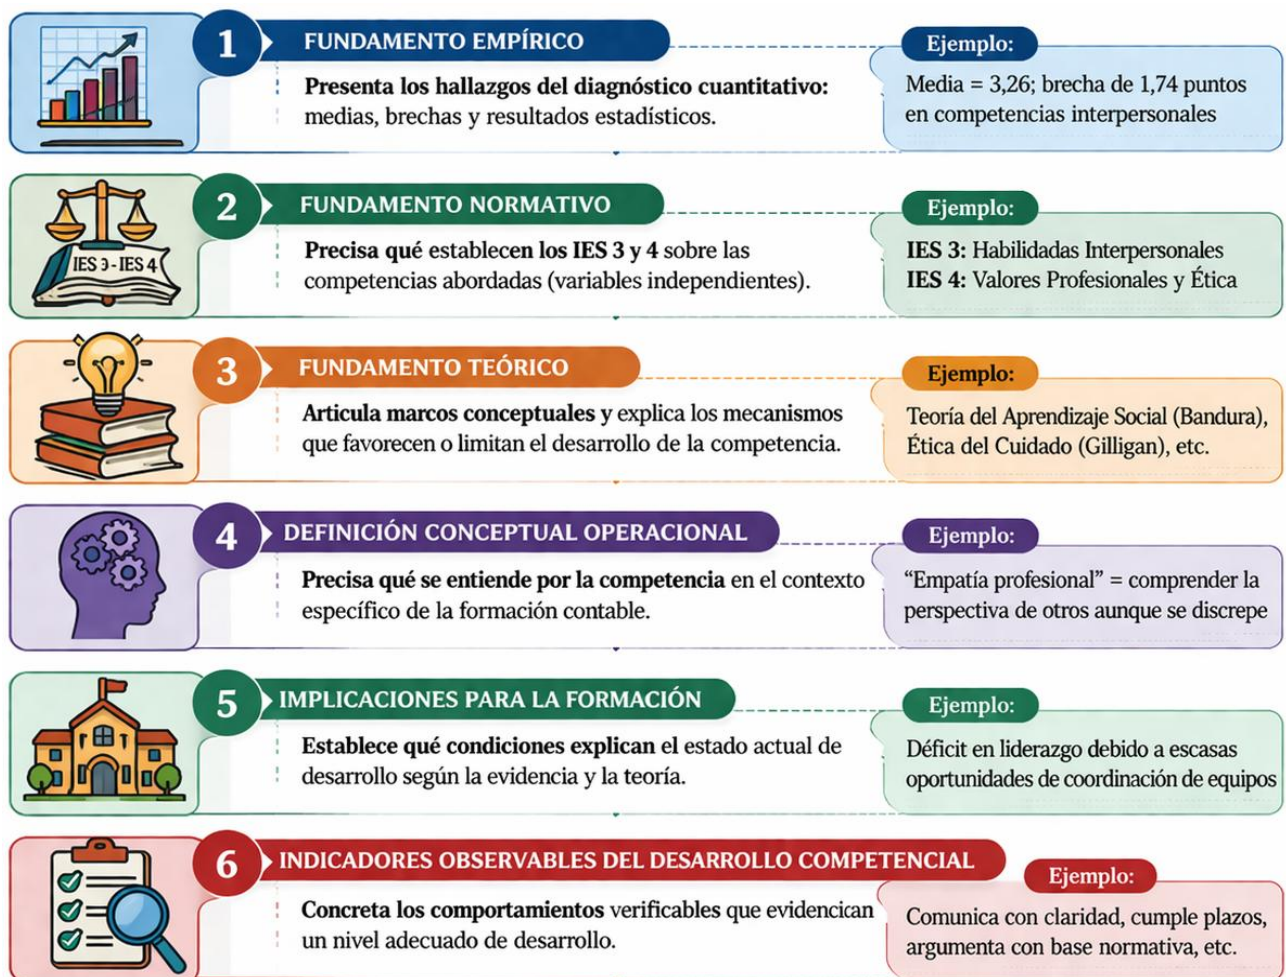 1
FUNDAMENTO EMPÍRICO
Presenta los hallazgos del diagnóstico cuantitativo:
medias, brechas y resultados estadísticos.
Ejemplo:
Media = 3,26; brecha de 1,74 puntos
en competencias interpersonales
IES 3 - IES 4
2
FUNDAMENTO NORMATIVO
Precisa qué establecen los IES 3 y 4 sobre las
competencias abordadas (variables independientes).
Ejemplo:
IES 3: Habilidadas Interpersonales
IES 4: Valores Profesionales y Ética
3
FUNDAMENTO TEÓRICO
Articula marcos conceptuales y explica los mecanismos
que favorecen o limitan el desarrollo de la competencia.
Ejemplo:
Teoría del Aprendizaje Social (Bandura),
Ética del Cuidado (Gilligan), etc.
4
DEFINICIÓN CONCEPTUAL OPERACIONAL
Precisa qué se entiende por la competencia en el contexto
específico de la formación contable.
Ejemplo:
“Empatía profesional” = comprender la
perspectiva de otros aunque se discrepe
5
IMPLICACIONES PARA LA FORMACIÓN
Establece qué condiciones explican el estado actual de
desarrollo según la evidencia y la teoría.
Ejemplo:
Déficit en liderazgo debido a escasas
oportunidades de coordinación de equipos
6
INDICADORES OBSERVABLES DEL DESARROLLO COMPETENCIAL
Concreta los comportamientos verificables que evidencian
un nivel adecuado de desarrollo.
Ejemplo:
Comunica con claridad, cumple plazos,
argumenta con base normativa, etc.